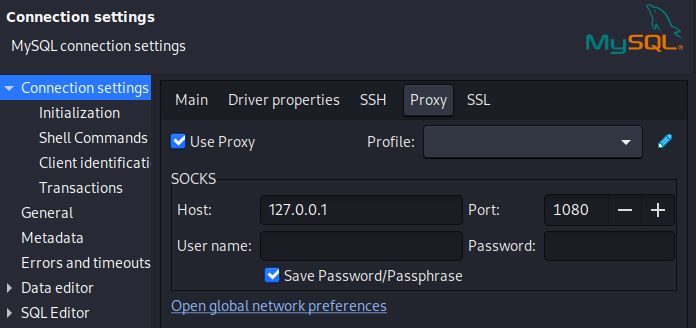 Connection settings
MySQL connection settings
MySQL®
Connection settings
Initialization
Shell Commands
Client identificati
Transactions
General
Metadata
Errors and timeouts
Data editor
SQL Editor
Main Driver properties SSH Proxy SSL
Use Proxy Profile:
SOCKS
Host: 127.0.0.1 Port: 1080
User name: Password:
Save Password/Passphrase
Open global network preferences